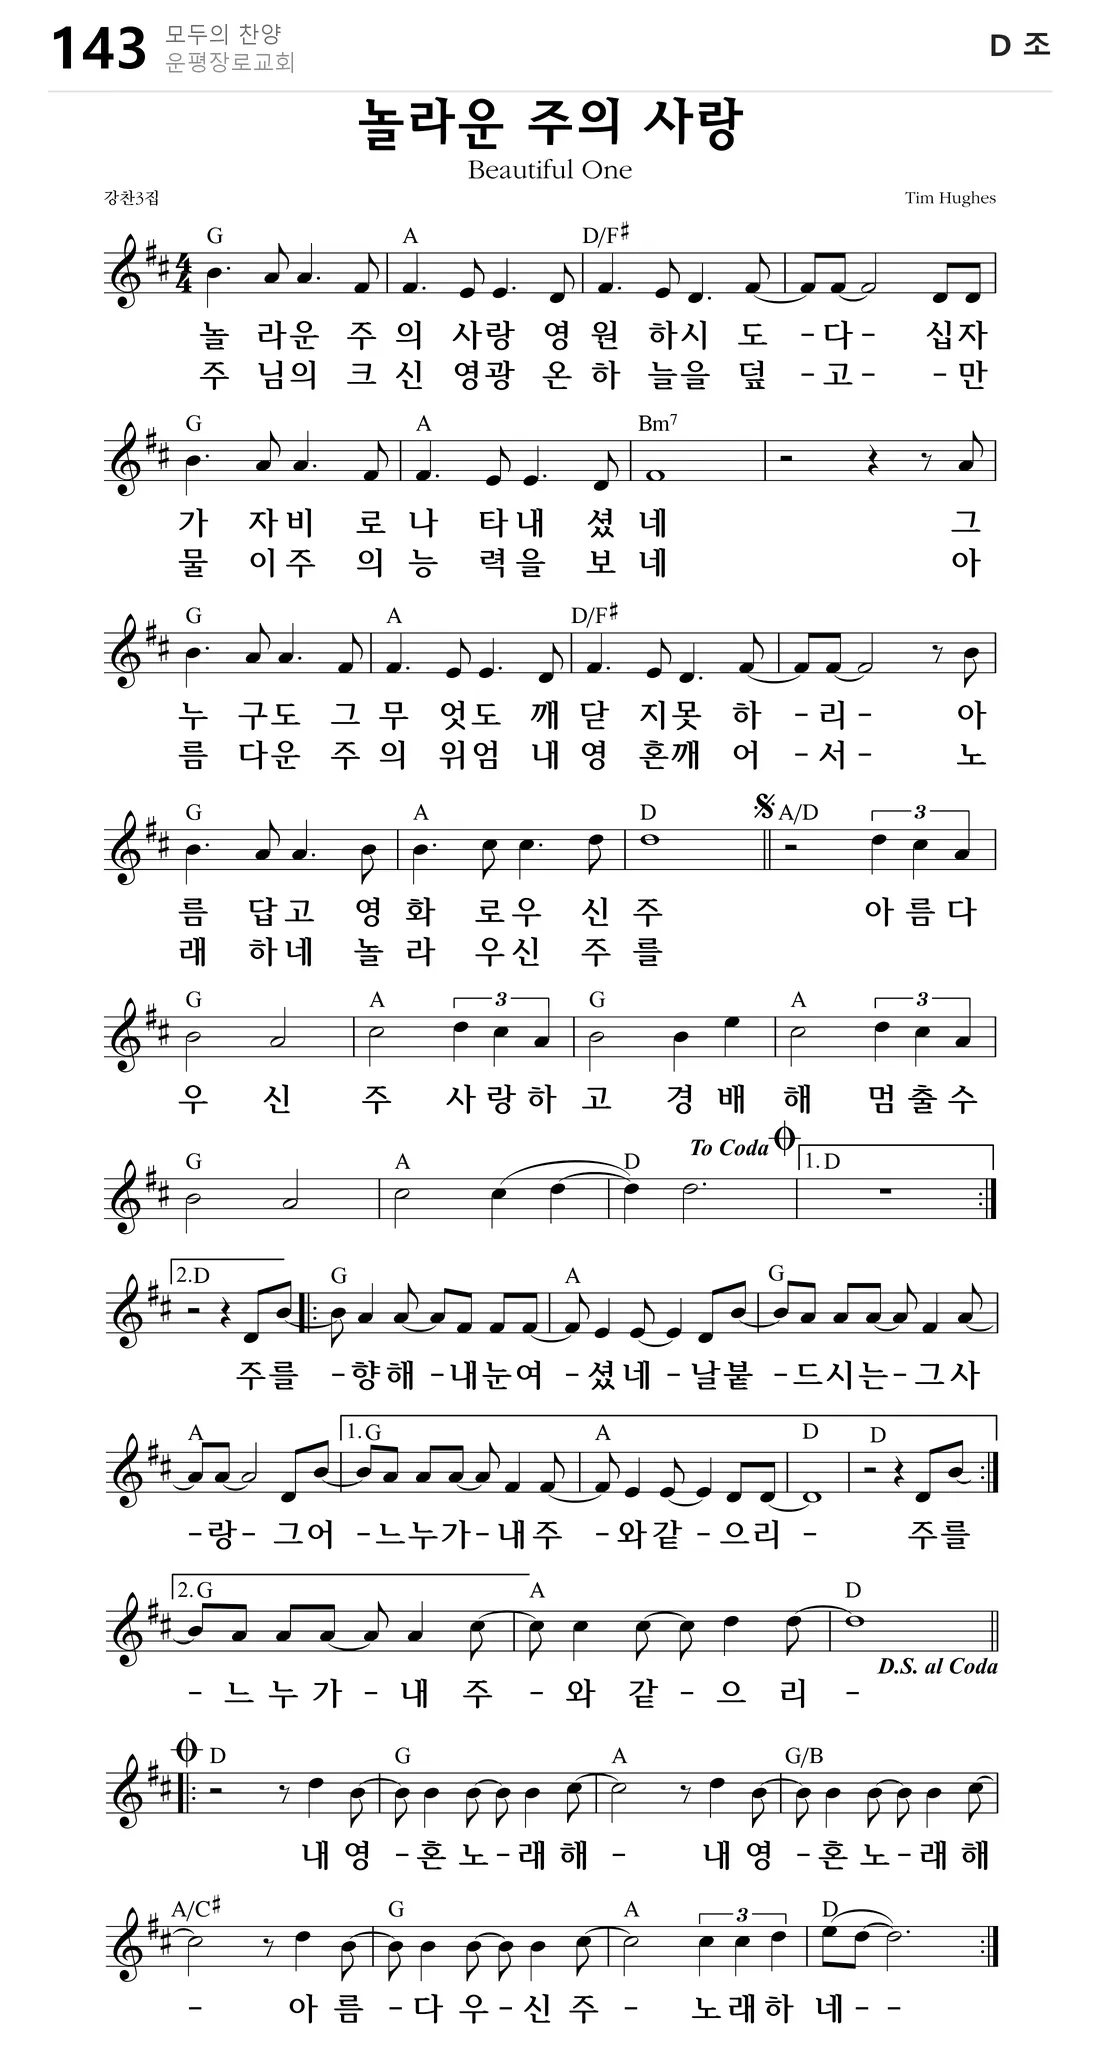 143 모두의 찬양
운평장로교회
D 조
놀라운 주의 사랑
Beautiful One
강찬3집 Tim Hughes
G A D/F♯
놀 라운 주 의 사랑 영 원 하시 도 -다- 십자
주 님의 크 신 영광 온 하 늘을 덮 -고- -만
G A Bm7
가 자비 로 나 타내 셨 네 그
물 이주 의 능 력을 보 네 아
G A D/F♯
누 구도 그 무 엇도 깨 닫 지못 하 -리- 아
름 다운 주 의 위엄 내 영 혼깨 어 -서- 노
G A D A/D 3
름 답고 영 화 로우 신 주 아름다
래 하네 놀 라 우신 주 를
G A 3 G A 3
우 신 주 사랑하 고 경 배 해 멈출수
G A D To Coda 1. D
2.D G A G
주를 -향해 -내눈여 -셨네 -날붙 -드시는-그사
A 1. G A D D
-랑- 그어 -느누가-내주 -와같 -으리 - 주를
2. G A D
D.S. al Coda
- 느 누 가 - 내 주 - 와 같 - 으 리 -
D G A G/B
내 영 -혼 노-래 해 - 내 영 -혼 노-래 해
A/C♯ G A 3 D
- 아 름 -다 우-신 주 - 노래하 네- -